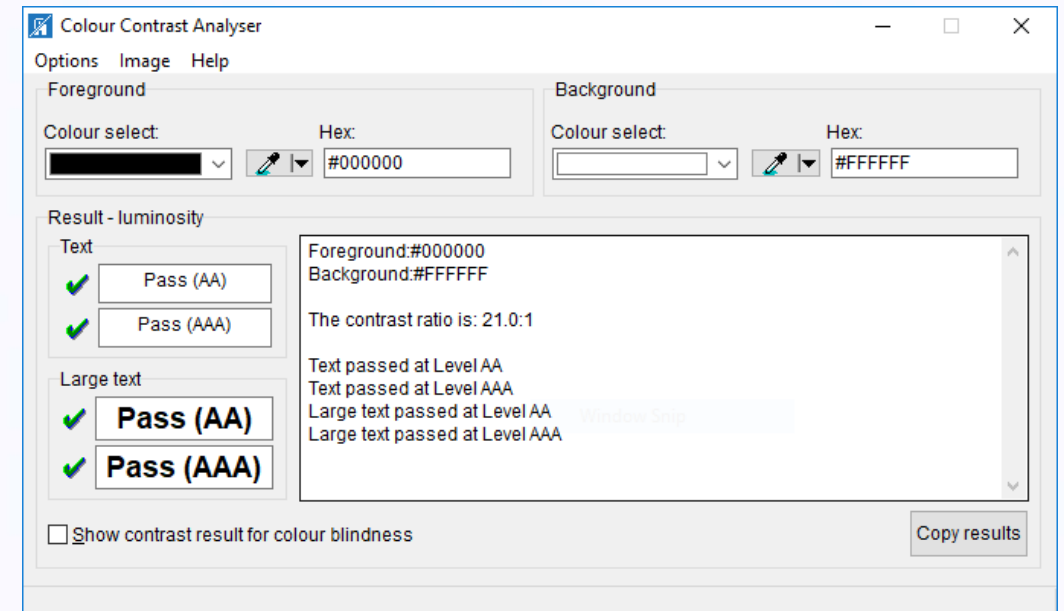 Colour Contrast Analyser
Options Image Help
Foreground
Colour select: Hex:
#000000
Background
Colour select: Hex:
#FFFFFF
Result - luminosity
Text
Pass (AA)
Pass (AAA)
Large text
Pass (AA)
Pass (AAA)
Foreground:#000000
Background:#FFFFFF
The contrast ratio is: 21.0:1
Text passed at Level AA
Text passed at Level AAA
Large text passed at Level AA
Large text passed at Level AAA
Window Snip
Show contrast result for colour blindness
Copy results